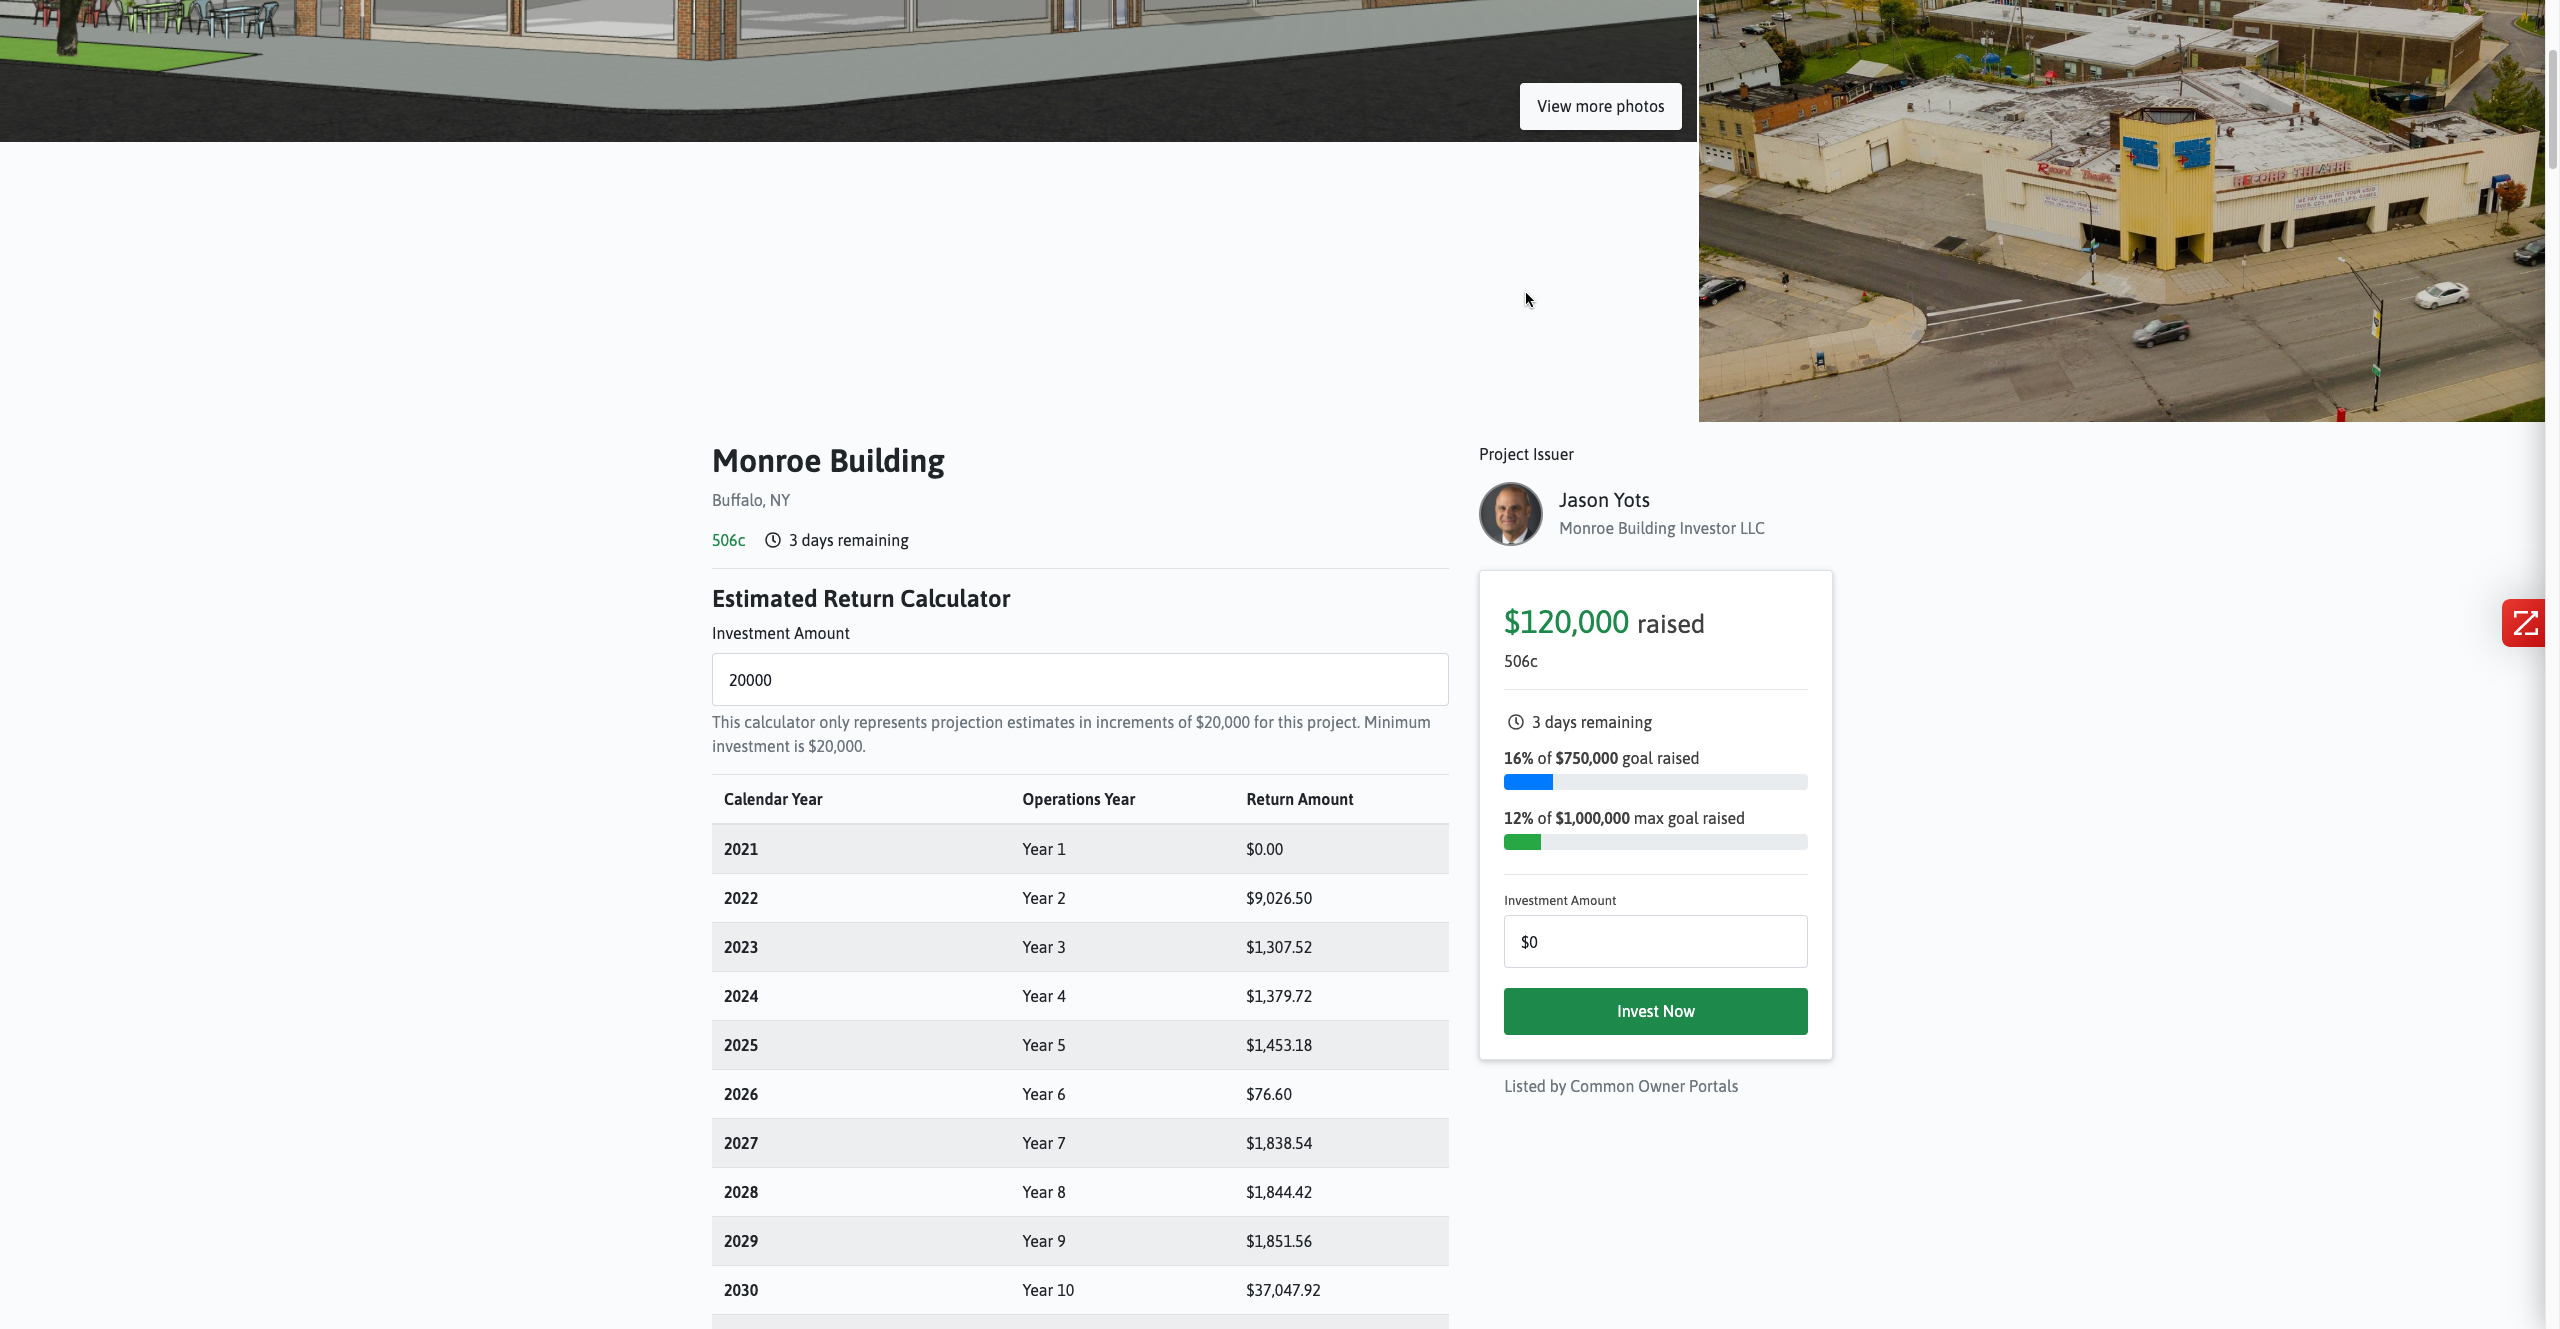 View more photos
Record Theatre
RECORD THEATRE
Monroe Building
Buffalo, NY
506c 3 days remaining
Estimated Return Calculator
Investment Amount
20000
This calculator only represents projection estimates in increments of $20,000 for this project. Minimum
investment is $20,000.
Calendar Year Operations Year Return Amount
2021 Year 1 $0.00
2022 Year 2 $9,026.50
2023 Year 3 $1,307.52
2024 Year 4 $1,379.72
2025 Year 5 $1,453.18
2026 Year 6 $76.60
2027 Year 7 $1,838.54
2028 Year 8 $1,844.42
2029 Year 9 $1,851.56
2030 Year 10 $37,047.92
Project Issuer
Jason Yots
Monroe Building Investor LLC
$120,000 raised
506c
3 days remaining
16% of $750,000 goal raised
12% of $1,000,000 max goal raised
Investment Amount
$0
Invest Now
Listed by Common Owner Portals